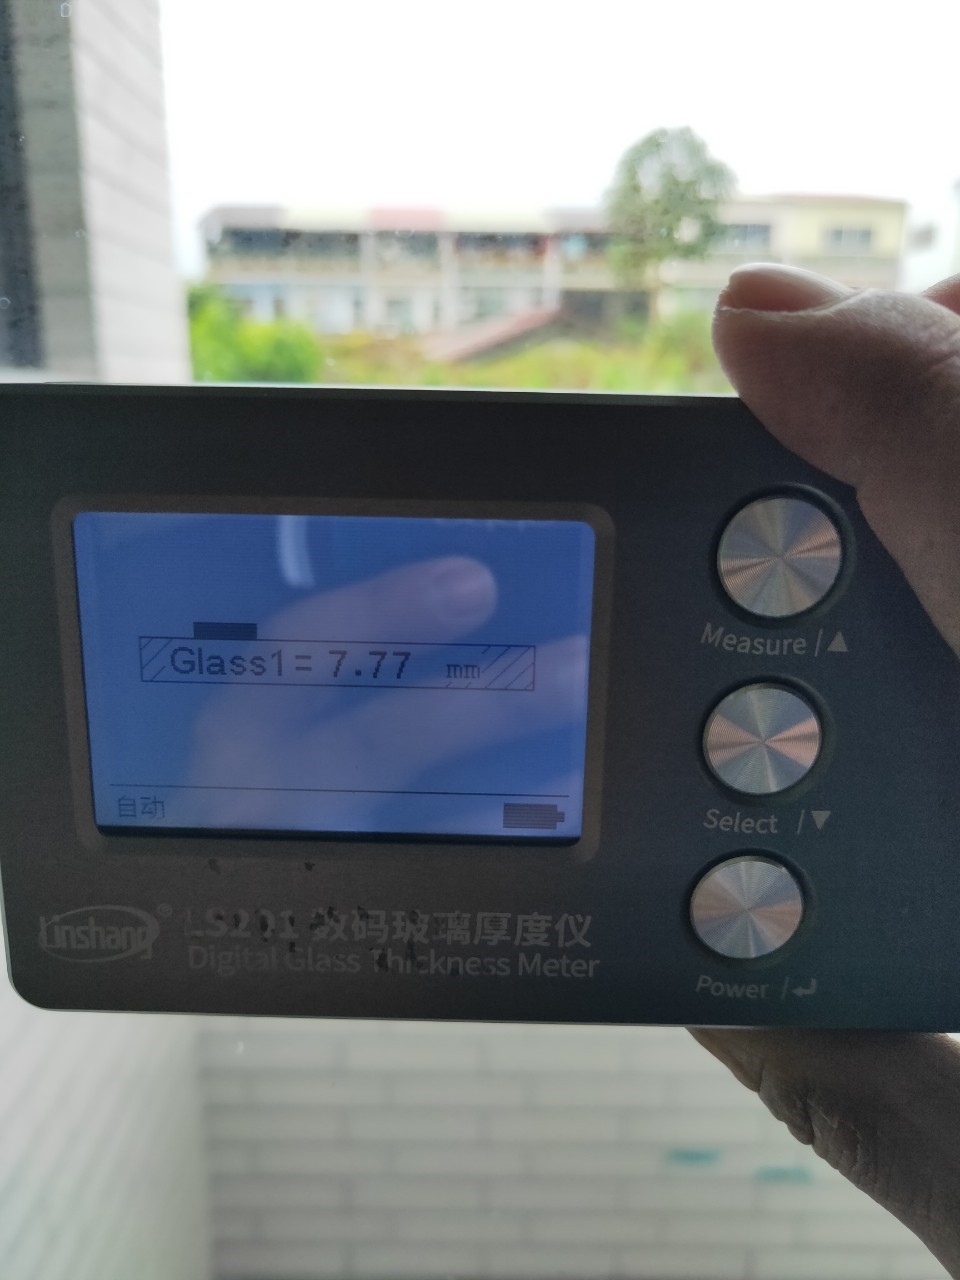 Glass1= 7.77 mm
自动
Measure / ▲
Select / ▼
Power / ↵
Linshang®
LS201 数码玻璃厚度仪
Digital Glass Thickness Meter